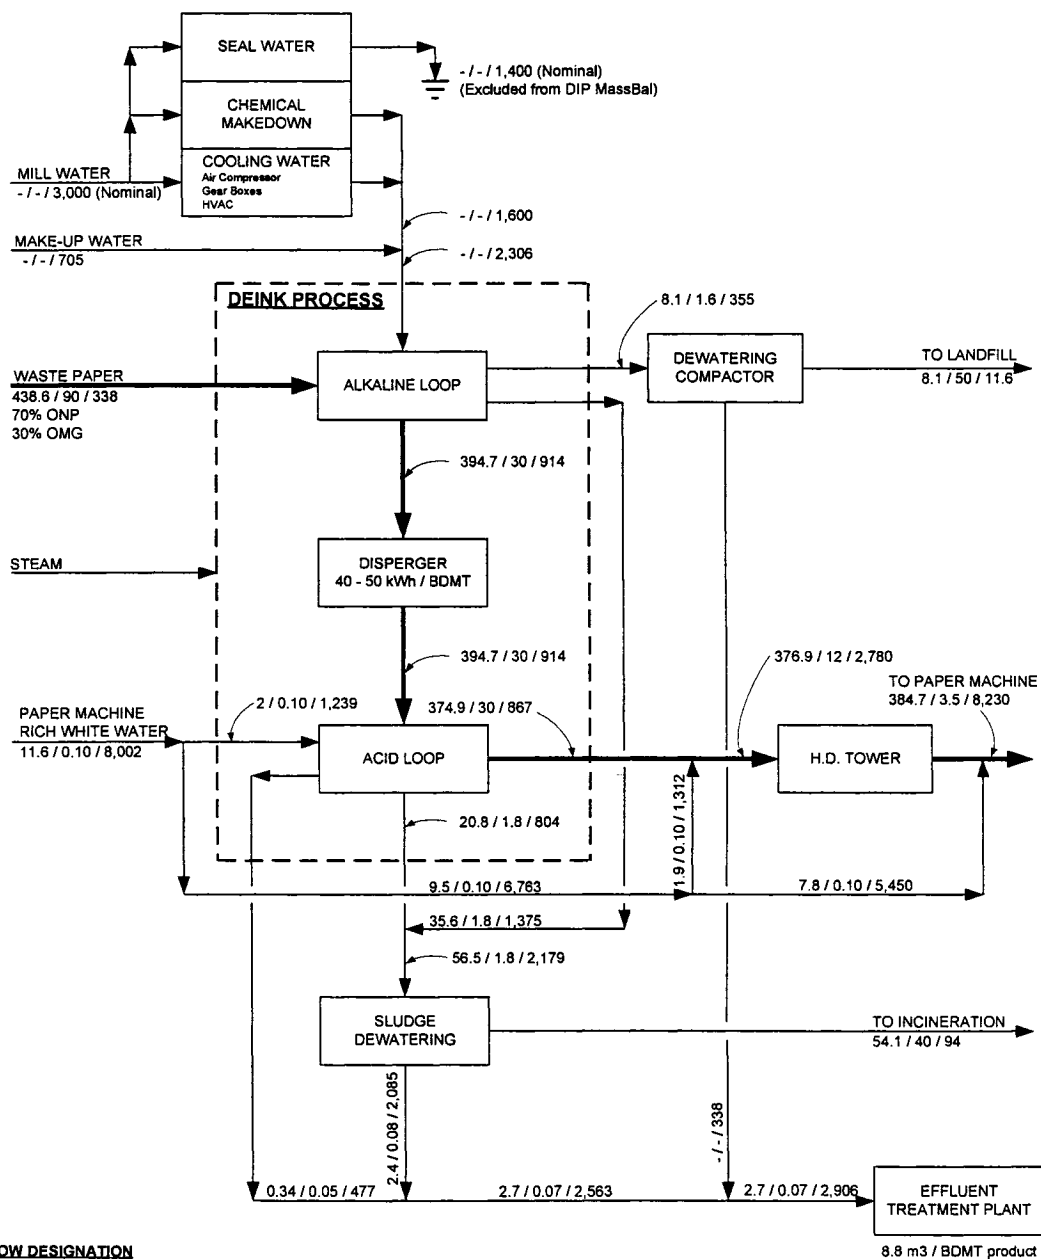 SEAL WATER
- / - / 1,400 (Nominal)
(Excluded from DIP MassBal)
CHEMICAL
MAKEDOWN
COOLING WATER
Air Compressor
Gear Boxes
HVAC
MILL WATER
- / - / 3,000 (Nominal)
- / - / 1,600
MAKE-UP WATER
- / - / 705
- / - / 2,306
DEINK PROCESS
8.1 / 1.6 / 355
ALKALINE LOOP
DEWATERING
COMPACTOR
TO LANDFILL
8.1 / 50 / 11.6
WASTE PAPER
438.6 / 90 / 338
70% ONP
30% OMG
394.7 / 30 / 914
STEAM
DISPERGER
40 - 50 kWh / BDMT
394.7 / 30 / 914
376.9 / 12 / 2,780
TO PAPER MACHINE
384.7 / 3.5 / 8,230
PAPER MACHINE
RICH WHITE WATER
11.6 / 0.10 / 8,002
2 / 0.10 / 1,239
374.9 / 30 / 867
ACID LOOP
H.D. TOWER
20.8 / 1.8 / 804
1.9 / 0.10 / 1,312
9.5 / 0.10 / 6,763
7.8 / 0.10 / 5,450
35.6 / 1.8 / 1,375
56.5 / 1.8 / 2,179
SLUDGE
DEWATERING
TO INCINERATION
54.1 / 40 / 94
2.4 / 0.08 / 2,085
- / - / 338
0.34 / 0.05 / 477
2.7 / 0.07 / 2,563
2.7 / 0.07 / 2,906
EFFLUENT
TREATMENT PLANT
8.8 m3 / BDMT product
OW DESIGNATION